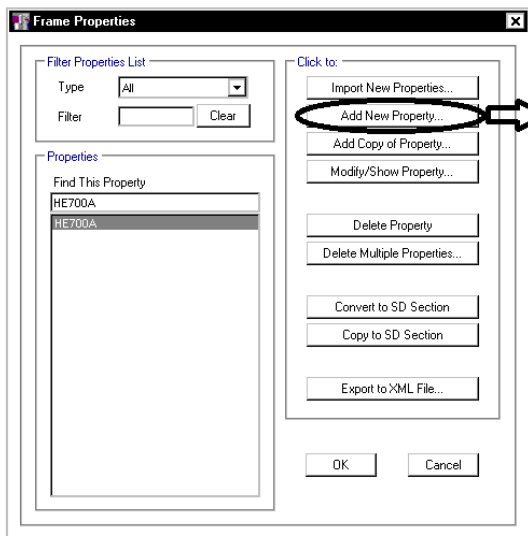 Frame Properties
Filter Properties List
Type All
Filter Clear
Properties
Find This Property
HE700A
HE700A
Click to:
Import New Properties...
Add New Property...
Add Copy of Property...
Modify/Show Property...
Delete Property
Delete Multiple Properties...
Convert to SD Section
Copy to SD Section
Export to XML File...
OK Cancel